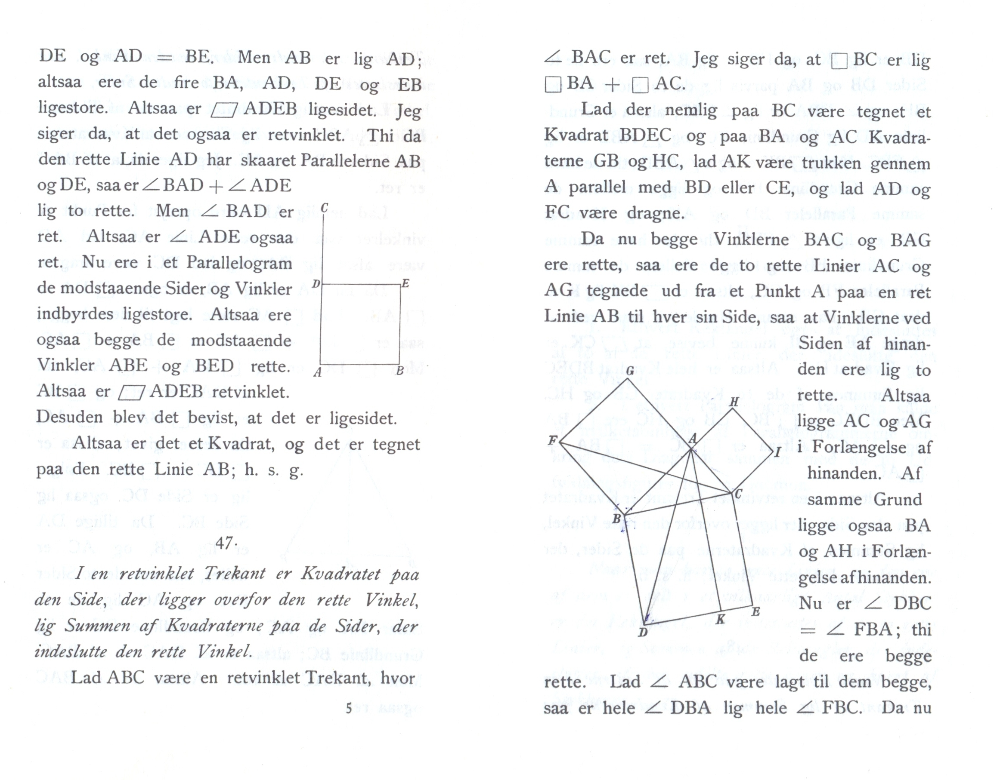 DE og AD = BE. Men AB er lig AD;
altsaa ere de fire BA, AD, DE og EB
ligestore. Altsaa er ▱ ADEB ligesidet. Jeg
siger da, at det ogsaa er retvinklet. Thi da
den rette Linie AD har skaaret Parallelerne AB
og DE, saa er ∠ BAD + ∠ ADE
lig to rette. Men ∠ BAD er
ret. Altsaa er ∠ ADE ogsaa
ret. Nu ere i et Parallelogram
de modstaaende Sider og Vinkler
indbyrdes ligestore. Altsaa ere
ogsaa begge de modstaaende
Vinkler ABE og BED rette.
Altsaa er ▱ ADEB retvinklet.
C
D
E
A
B
Desuden blev det bevist, at det er ligesidet.
Altsaa er det et Kvadrat, og det er tegnet
paa den rette Linie AB; h. s. g.
47.
I en retvinklet Trekant er Kvadratet paa
den Side, der ligger overfor den rette Vinkel,
lig Summen af Kvadraterne paa de Sider, der
indeslutte den rette Vinkel.
Lad ABC være en retvinklet Trekant, hvor
5
∠ BAC er ret. Jeg siger da, at □ BC er lig
□ BA + □ AC.
Lad der nemlig paa BC være tegnet et
Kvadrat BDEC og paa BA og AC Kvadra-
terne GB og HC, lad AK være trukken gennem
A parallel med BD eller CE, og lad AD og
FC være dragne.
Da nu begge Vinklerne BAC og BAG
ere rette, saa ere de to rette Linier AC og
AG tegnede ud fra et Punkt A paa en ret
Linie AB til hver sin Side, saa at Vinklerne ved
Siden af hinan-
den ere lig to
rette. Altsaa
ligge AC og AG
i Forlængelse af
hinanden. Af
samme Grund
ligge ogsaa BA
og AH i Forlæn-
gelse af hinanden.
Nu er ∠ DBC
= ∠ FBA; thi
de ere begge
G
H
F
A
I
C
B
E
K
D
rette. Lad ∠ ABC være lagt til dem begge,
saa er hele ∠ DBA lig hele ∠ FBC. Da nu